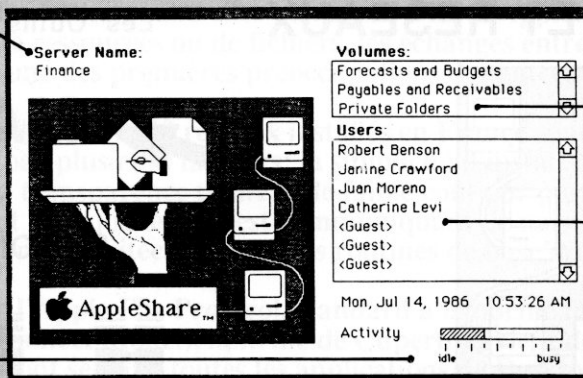 Server Name:
Finance
AppleShare™
Volumes:
Forecasts and Budgets
Payables and Receivables
Private Folders
Users:
Robert Benson
Janine Crawford
Juan Moreno
Catherine Levi
<Guest>
<Guest>
<Guest>
Mon, Jul 14, 1986 10:53:26 AM
Activity
idle busy